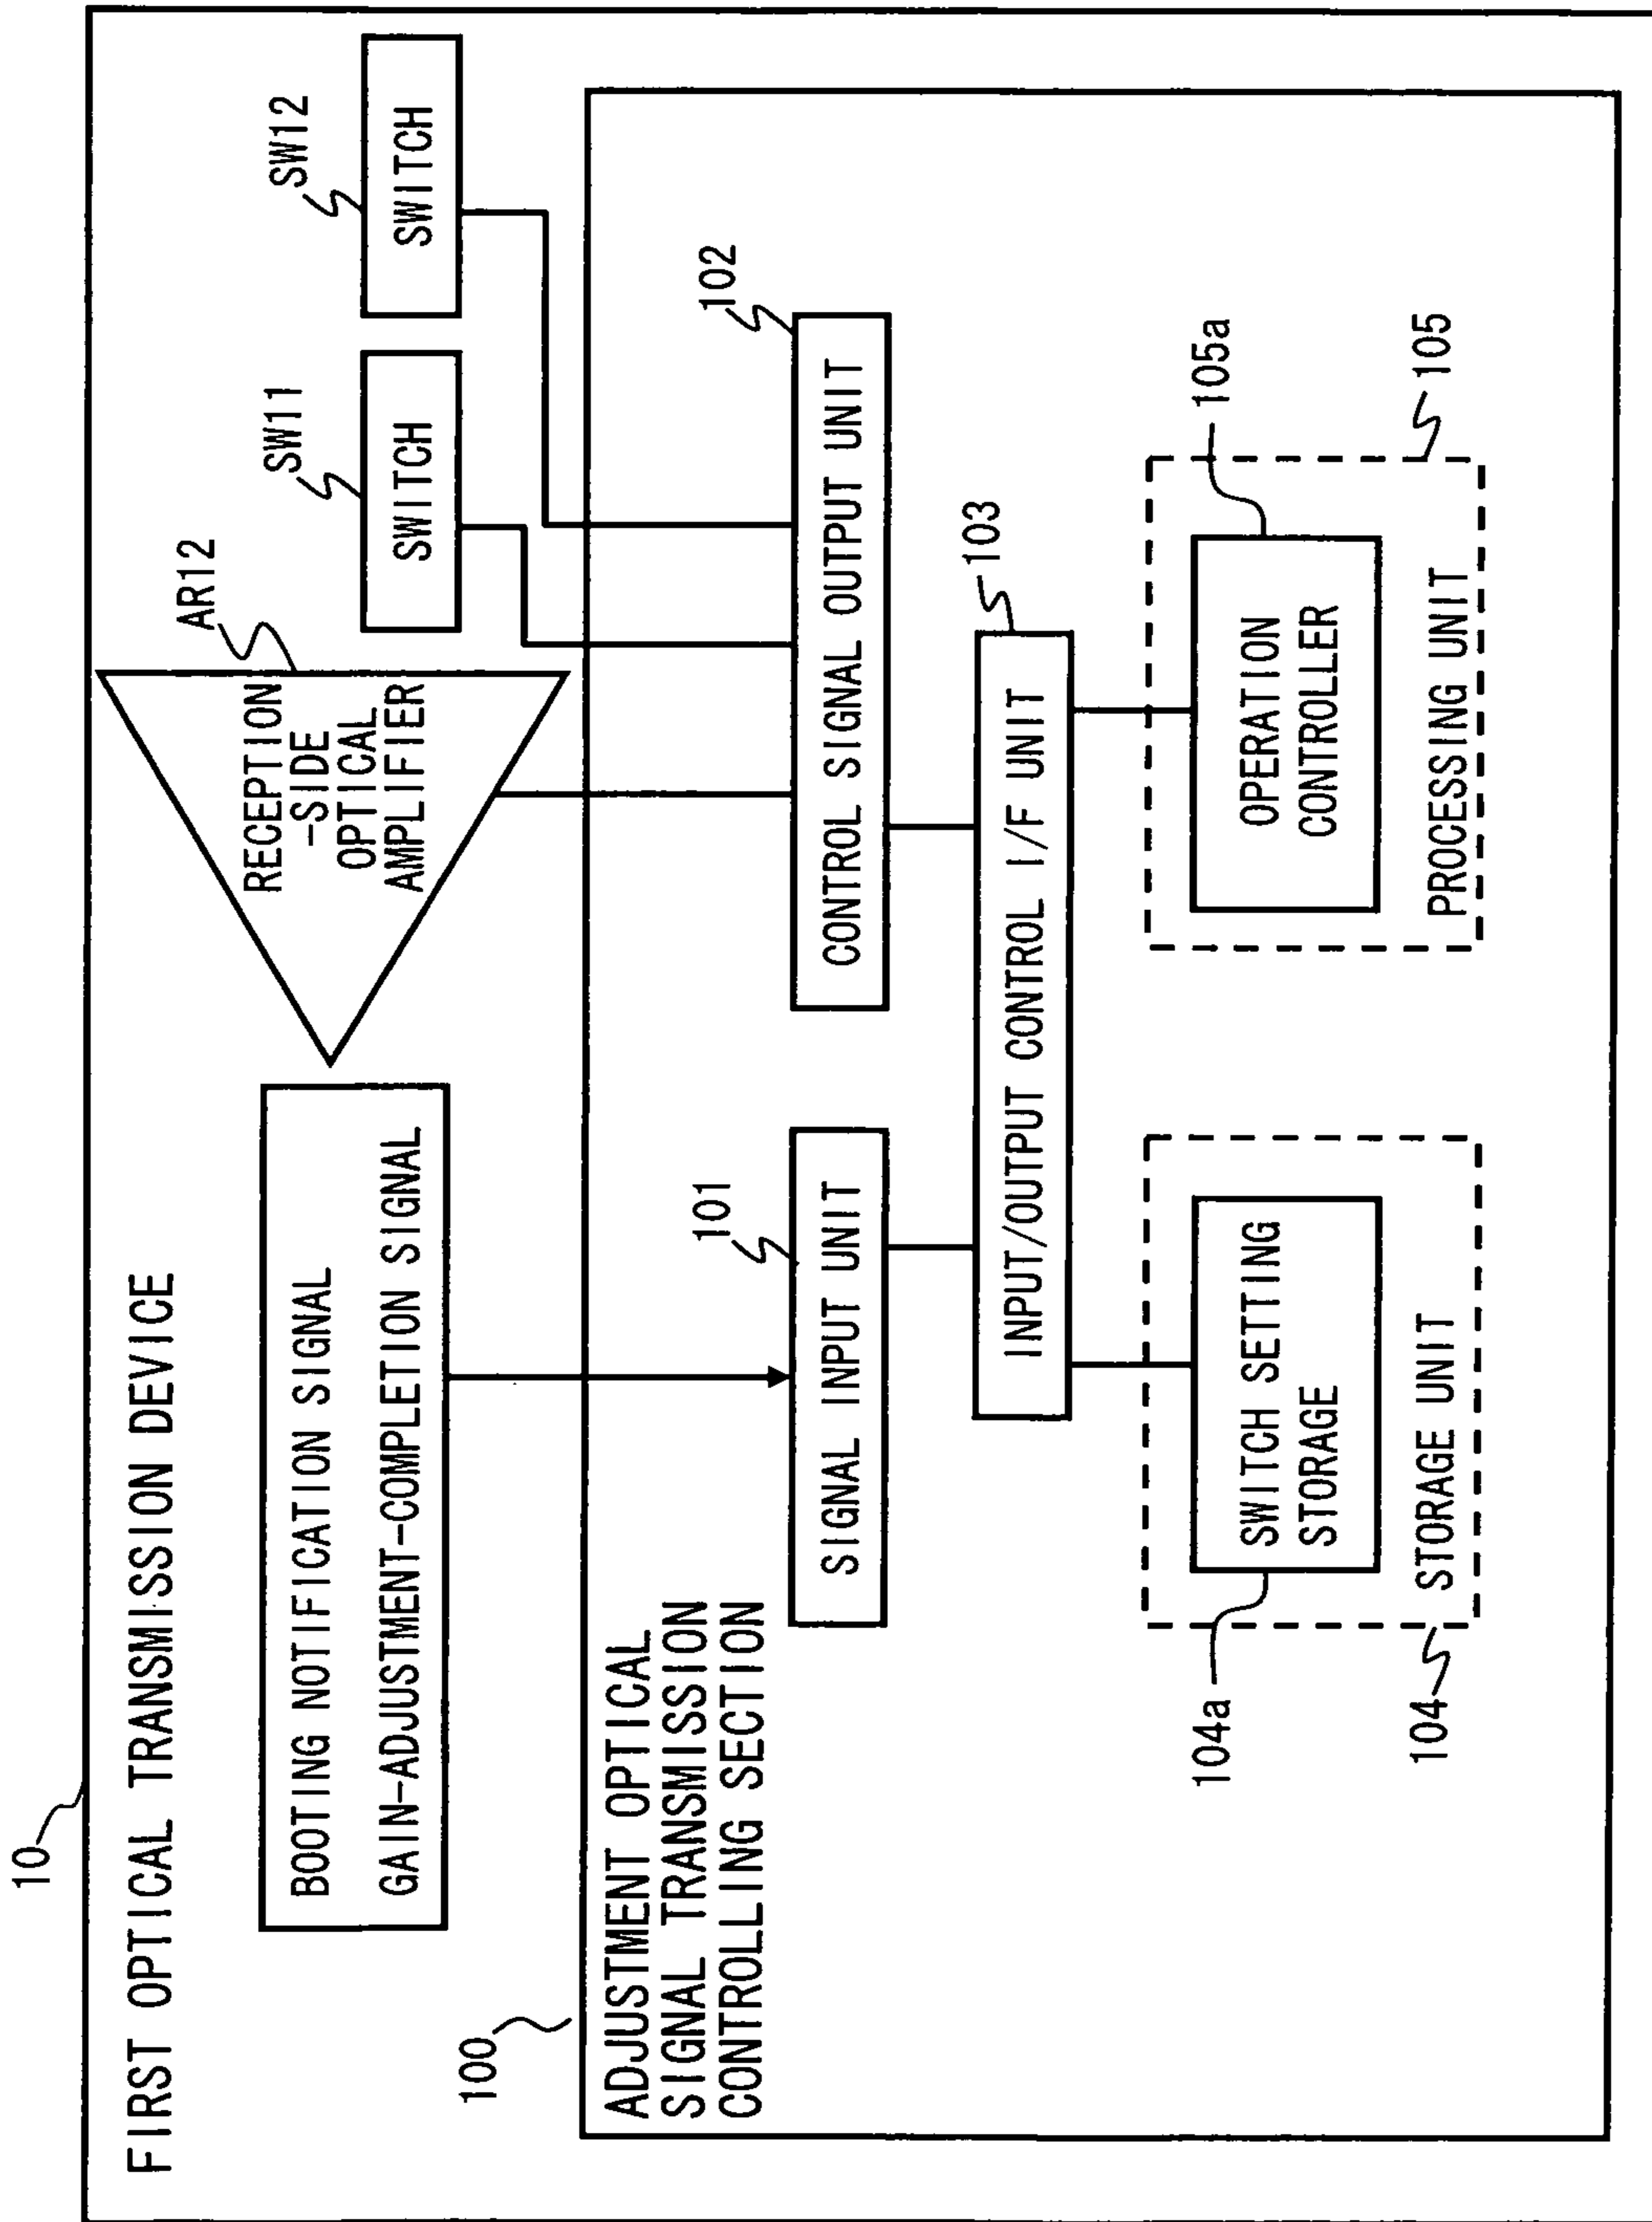 10
FIRST OPTICAL TRANSMISSION DEVICE
BOOTING NOTIFICATION SIGNAL
GAIN-ADJUSTMENT-COMPLETION SIGNAL
AR12
RECEPTION
-SIDE
OPTICAL
AMPLIFIER
SW11
SWITCH
SW12
SWITCH
100
ADJUSTMENT OPTICAL
SIGNAL TRANSMISSION
CONTROLLING SECTION
101
SIGNAL INPUT UNIT
102
CONTROL SIGNAL OUTPUT UNIT
103
INPUT/OUTPUT CONTROL I/F UNIT
104a
SWITCH SETTING
STORAGE
104
STORAGE UNIT
105a
OPERATION
CONTROLLER
PROCESSING UNIT
105